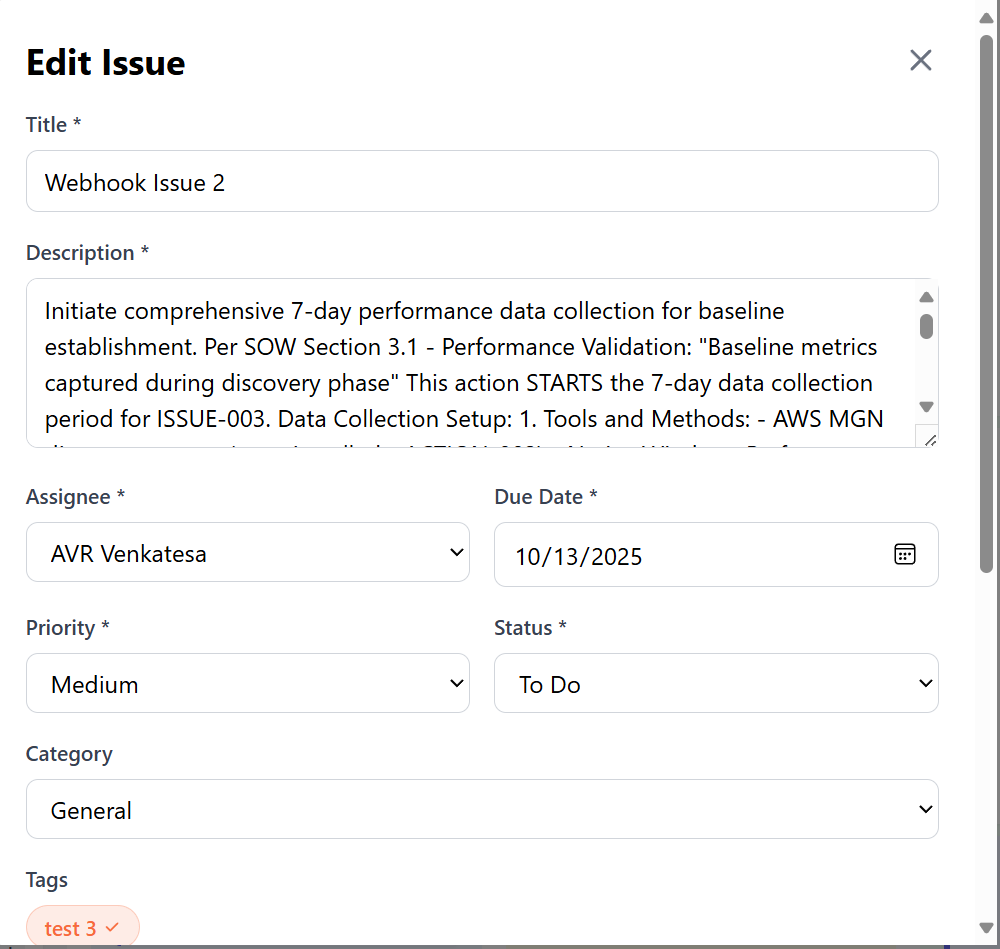 Edit Issue
Title *
Webhook Issue 2
Description *
Initiate comprehensive 7-day performance data collection for baseline
establishment. Per SOW Section 3.1 - Performance Validation: "Baseline metrics
captured during discovery phase" This action STARTS the 7-day data collection
period for ISSUE-003. Data Collection Setup: 1. Tools and Methods: - AWS MGN
Assignee *
Due Date *
AVR Venkatesa
10/13/2025
Priority *
Status *
Medium
To Do
Category
General
Tags
test 3